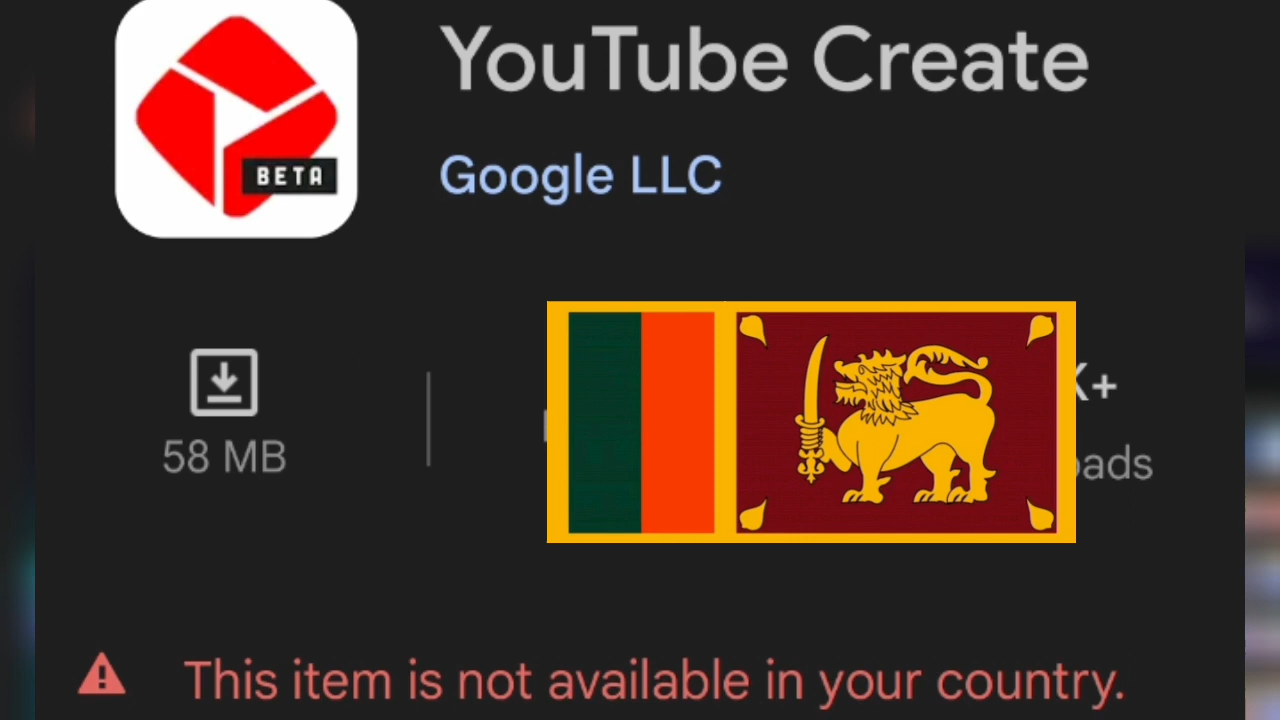 YouTube Create
BETA
Google LLC
58 MB
This item is not available in your country.